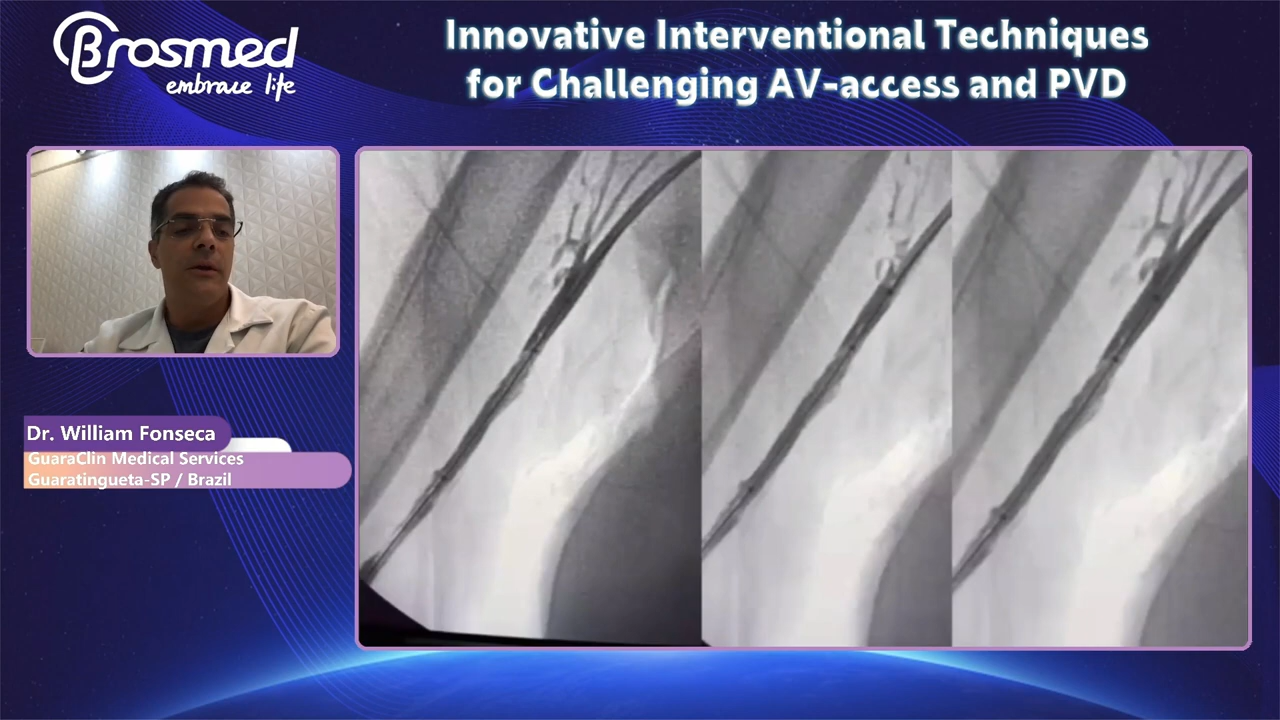 Brosmed
embrace life
Innovative Interventional Techniques
for Challenging AV-access and PVD
Dr. William Fonseca
GuaraClin Medical Services
Guaratingueta-SP / Brazil